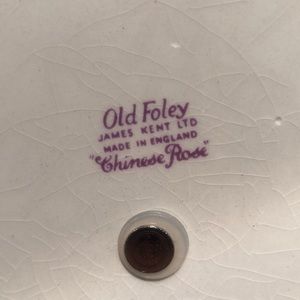 Old Foley
JAMES KENT LTD
MADE IN ENGLAND
"Chinese Rose"